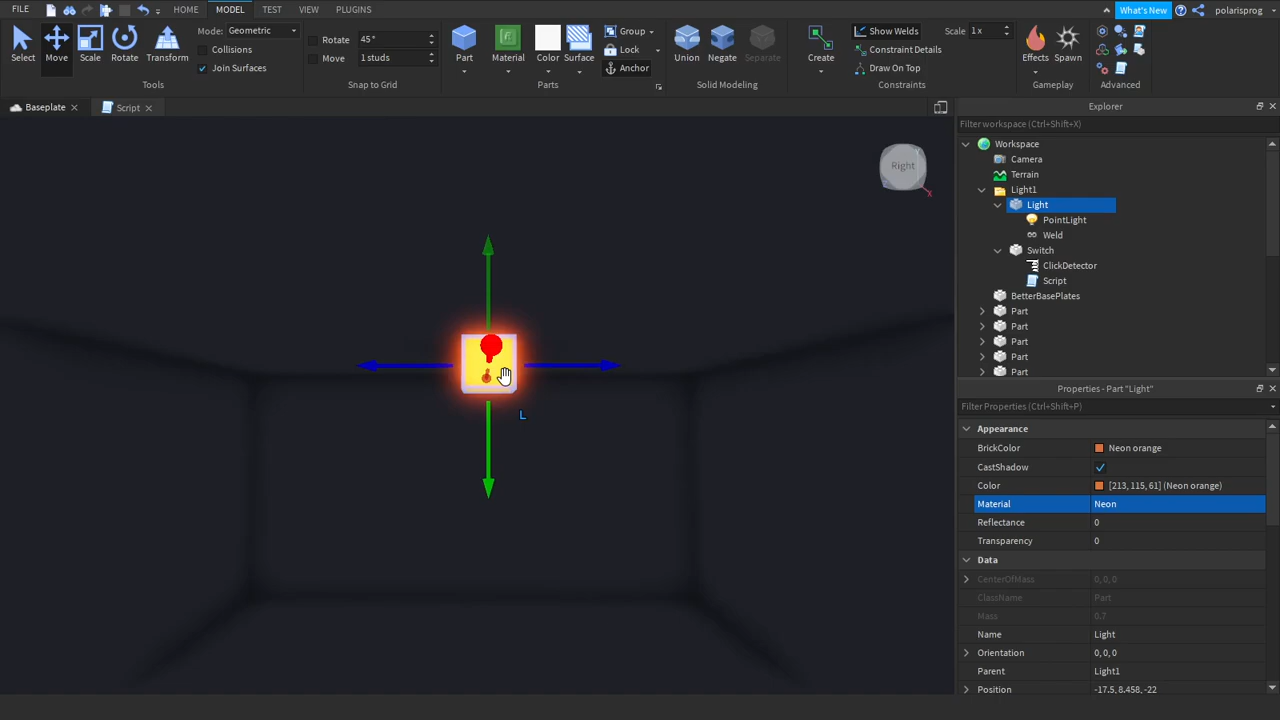 FILE HOME MODEL TEST VIEW PLUGINS What's New polarisprog
Select Move Scale Rotate Transform
Mode: Geometric
Collisions
Join Surfaces
Tools
Rotate 45°
Move 1 studs
Snap to Grid
Part Material Color Surface
Group
Lock
Anchor
Parts
Union Negate Separate
Solid Modeling
Create
Show Welds Scale 1 x
Constraint Details
Draw On Top
Constraints
Effects Spawn
Gameplay
Advanced
Baseplate Script
Right
X
L
Explorer
Filter workspace (Ctrl+Shift+X)
Workspace
Camera
Terrain
Light1
Light
PointLight
Weld
Switch
ClickDetector
Script
BetterBasePlates
Part
Part
Part
Part
Part
Properties - Part "Light"
Filter Properties (Ctrl+Shift+P)
Appearance
BrickColor Neon orange
CastShadow
Color [213, 115, 61] (Neon orange)
Material Neon
Reflectance 0
Transparency 0
Data
CenterOfMass 0, 0, 0
ClassName Part
Mass 0.7
Name Light
Orientation 0, 0, 0
Parent Light1
Position -17.5, 8.458, -22